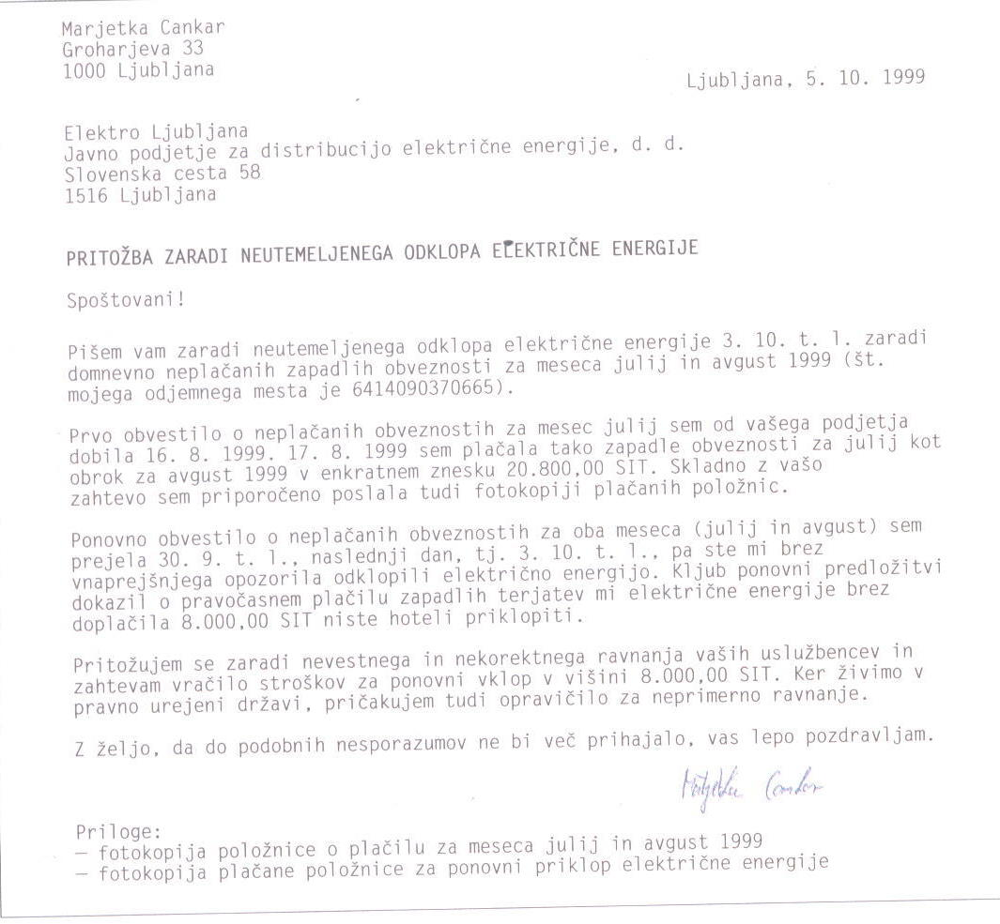 Marjetka Cankar
Groharjeva 33
1000 Ljubljana
Ljubljana, 5. 10. 1999
Elektro Ljubljana
Javno podjetje za distribucijo električne energije, d. d.
Slovenska cesta 58
1516 Ljubljana
PRITOŽBA ZARADI NEUTEMELJENEGA ODKLOPA ELEKTRIČNE ENERGIJE
Spoštovani!
Pišem vam zaradi neutemeljenega odklopa električne energije 3. 10. t. l. zaradi
domnevno neplačanih zapadlih obveznosti za meseca julij in avgust 1999 (št.
mojega odjemnega mesta je 6414090370665).
Prvo obvestilo o neplačanih obveznostih za mesec julij sem od vašega podjetja
dobila 16. 8. 1999. 17. 8. 1999 sem plačala tako zapadle obveznosti za julij kot
obrok za avgust 1999 v enkratnem znesku 20.800,00 SIT. Skladno z vašo
zahtevo sem priporočeno poslala tudi fotokopiji plačanih položnic.
Ponovno obvestilo o neplačanih obveznostih za oba meseca (julij in avgust) sem
prejela 30. 9. t. l., naslednji dan, tj. 3. 10. t. l., pa ste mi brez
vnaprejšnjega opozorila odklopili električno energijo. Kljub ponovni predložitvi
dokazil o pravočasnem plačilu zapadlih terjatev mi električne energije brez
doplačila 8.000,00 SIT niste hoteli priklopiti.
Pritožujem se zaradi nevestnega in nekorektnega ravnanja vaših uslužbencev in
zahtevam vračilo stroškov za ponovni vklop v višini 8.000,00 SIT. Ker živimo v
pravno urejeni državi, pričakujem tudi opravičilo za neprimerno ravnanje.
Z željo, da do podobnih nesporazumov ne bi več prihajalo, vas lepo pozdravljam.
Marjetka Cankar
Priloge:
– fotokopija položnice o plačilu za meseca julij in avgust 1999
– fotokopija plačane položnice za ponovni priklop električne energije